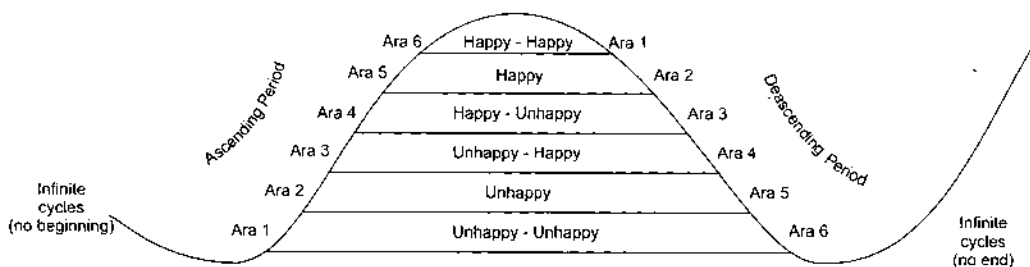 Ara 6 Happy - Happy Ara 1
Ara 5 Happy Ara 2
Ara 4 Happy - Unhappy Ara 3
Ara 3 Unhappy - Happy Ara 4
Ara 2 Unhappy Ara 5
Ara 1 Unhappy - Unhappy Ara 6
Ascending Period
Deascending Period
Infinite
cycles
(no beginning)
Infinite
cycles
(no end)